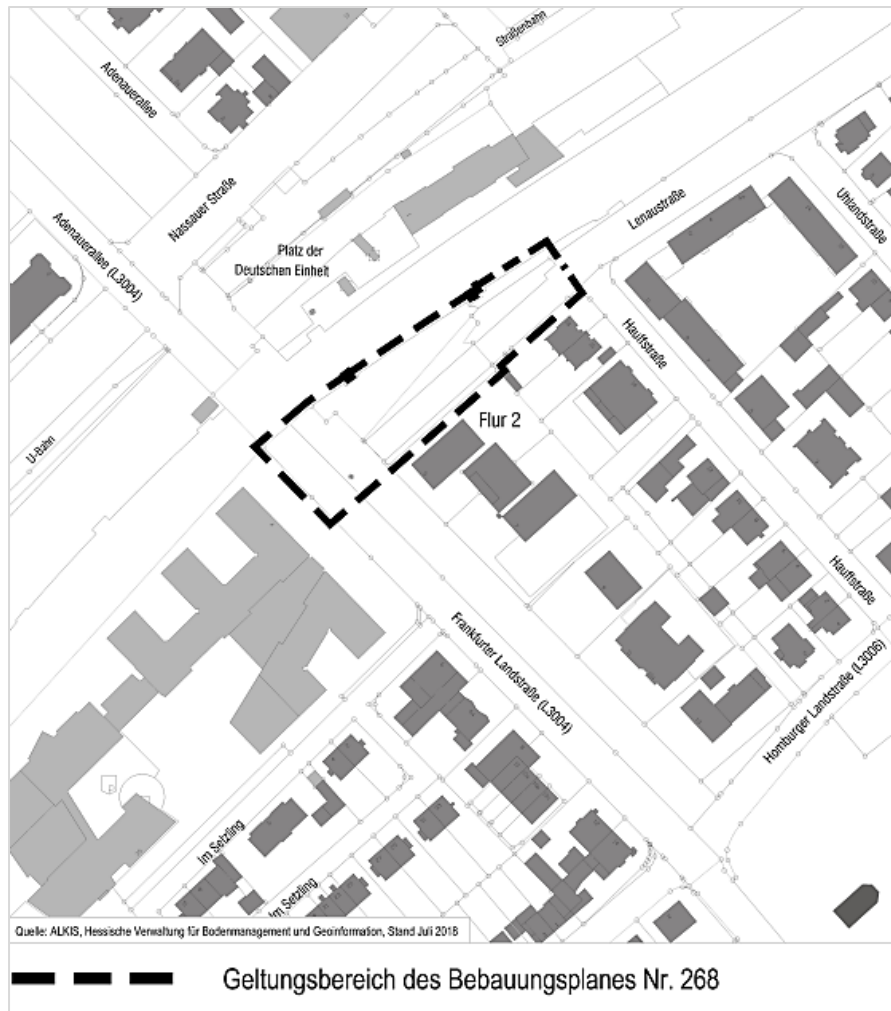 Straßenbahn
Adenauerallee
Nassauer Straße
Uhlandstraße
Lenaustraße
Adenauerallee (L3004)
Platz der
Deutschen Einheit
Hauffstraße
U-Bahn
Flur 2
Hauffstraße
Frankfurter Landstraße (L3004)
Homburger Landstraße (L3006)
Im Setzling
Im Setzling
Quelle: ALKIS, Hessische Verwaltung für Bodenmanagement und Geoinformation, Stand Juli 2018
Geltungsbereich des Bebauungsplanes Nr. 268